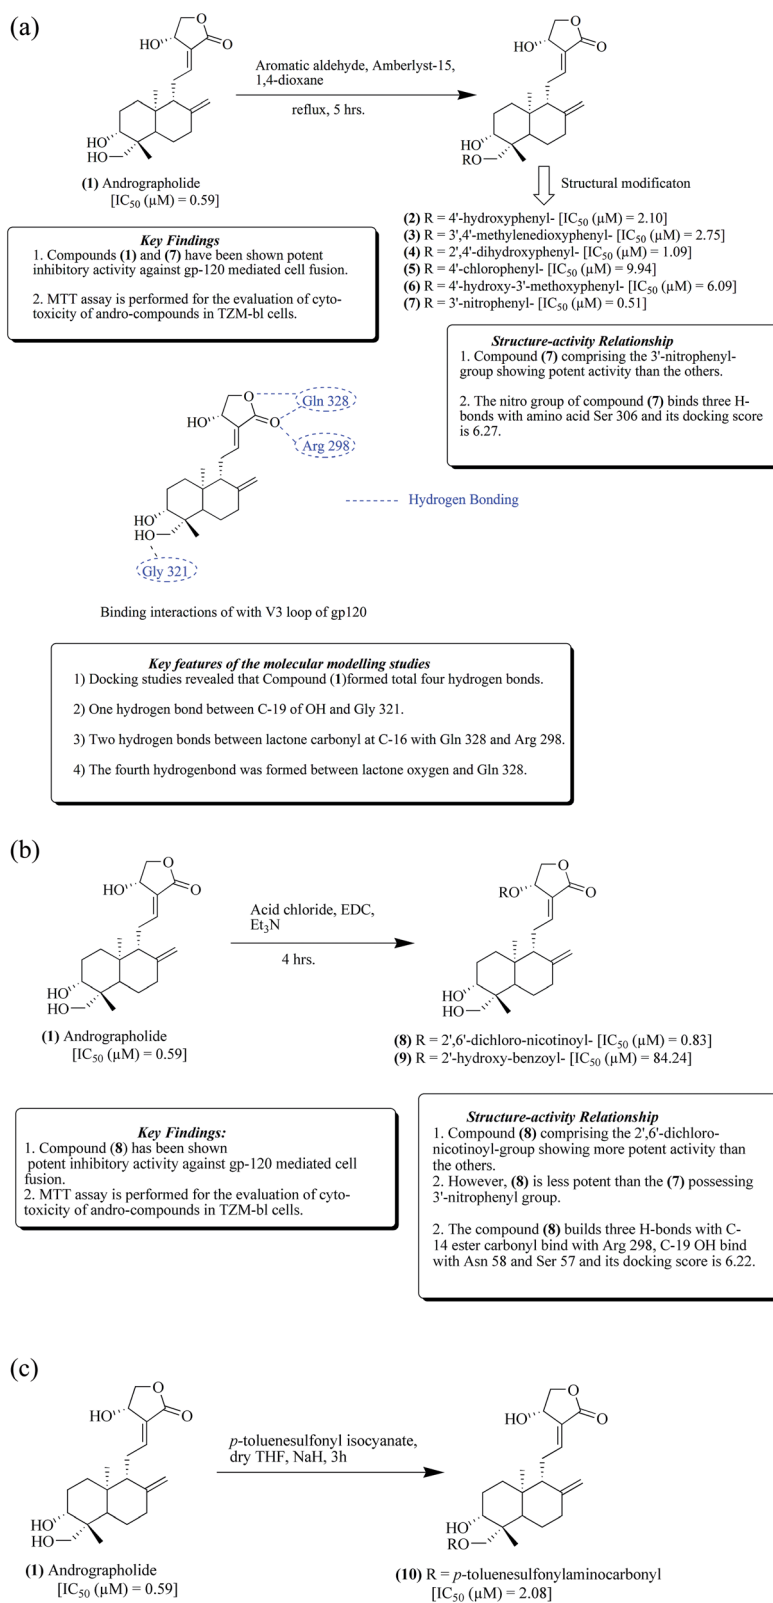 (a)
O
HO
O
HO
HO
(1) Andrographolide
[IC50 (µM) = 0.59]
Aromatic aldehyde, Amberlyst-15,
1,4-dioxane
reflux, 5 hrs.
O
HO
O
HO
RO
Structural modificaton
(2) R = 4'-hydroxyphenyl- [IC50 (µM) = 2.10]
(3) R = 3',4'-methylenedioxyphenyl- [IC50 (µM) = 2.75]
(4) R = 2',4'-dihydroxyphenyl- [IC50 (µM) = 1.09]
(5) R = 4'-chlorophenyl- [IC50 (µM) = 9.94]
(6) R = 4'-hydroxy-3'-methoxyphenyl- [IC50 (µM) = 6.09]
(7) R = 3'-nitrophenyl- [IC50 (µM) = 0.51]
Key Findings
1. Compounds (1) and (7) have been shown potent
inhibitory activity against gp-120 mediated cell fusion.
2. MTT assay is performed for the evaluation of cyto-
toxicity of andro-compounds in TZM-bl cells.
Structure-activity Relationship
1. Compound (7) comprising the 3'-nitrophenyl-
group showing potent activity than the others.
2. The nitro group of compound (7) binds three H-
bonds with amino acid Ser 306 and its docking score
is 6.27.
O
Gln 328
HO
O
Arg 298
HO
HO
Gly 321
Hydrogen Bonding
Binding interactions of with V3 loop of gp120
Key features of the molecular modelling studies
1) Docking studies revealed that Compound (1)formed total four hydrogen bonds.
2) One hydrogen bond between C-19 of OH and Gly 321.
3) Two hydrogen bonds between lactone carbonyl at C-16 with Gln 328 and Arg 298.
4) The fourth hydrogenbond was formed between lactone oxygen and Gln 328.
(b)
O
HO
O
HO
HO
(1) Andrographolide
[IC50 (µM) = 0.59]
Acid chloride, EDC,
Et3N
4 hrs.
O
RO
O
HO
HO
(8) R = 2',6'-dichloro-nicotinoyl- [IC50 (µM) = 0.83]
(9) R = 2'-hydroxy-benzoyl- [IC50 (µM) = 84.24]
Key Findings:
1. Compound (8) has been shown
potent inhibitory activity against gp-120 mediated cell
fusion.
2. MTT assay is performed for the evaluation of cyto-
toxicity of andro-compounds in TZM-bl cells.
Structure-activity Relationship
1. Compound (8) comprising the 2',6'-dichloro-
nicotinoyl-group showing more potent activity than
the others.
2. However, (8) is less potent than the (7) possessing
3'-nitrophenyl group.
2. The compound (8) builds three H-bonds with C-
14 ester carbonyl bind with Arg 298, C-19 OH bind
with Asn 58 and Ser 57 and its docking score is 6.22.
(c)
O
HO
O
HO
HO
(1) Andrographolide
[IC50 (µM) = 0.59]
p-toluenesulfonyl isocyanate,
dry THF, NaH, 3h
O
HO
O
HO
RO
(10) R = p-toluenesulfonylaminocarbonyl
[IC50 (µM) = 2.08]